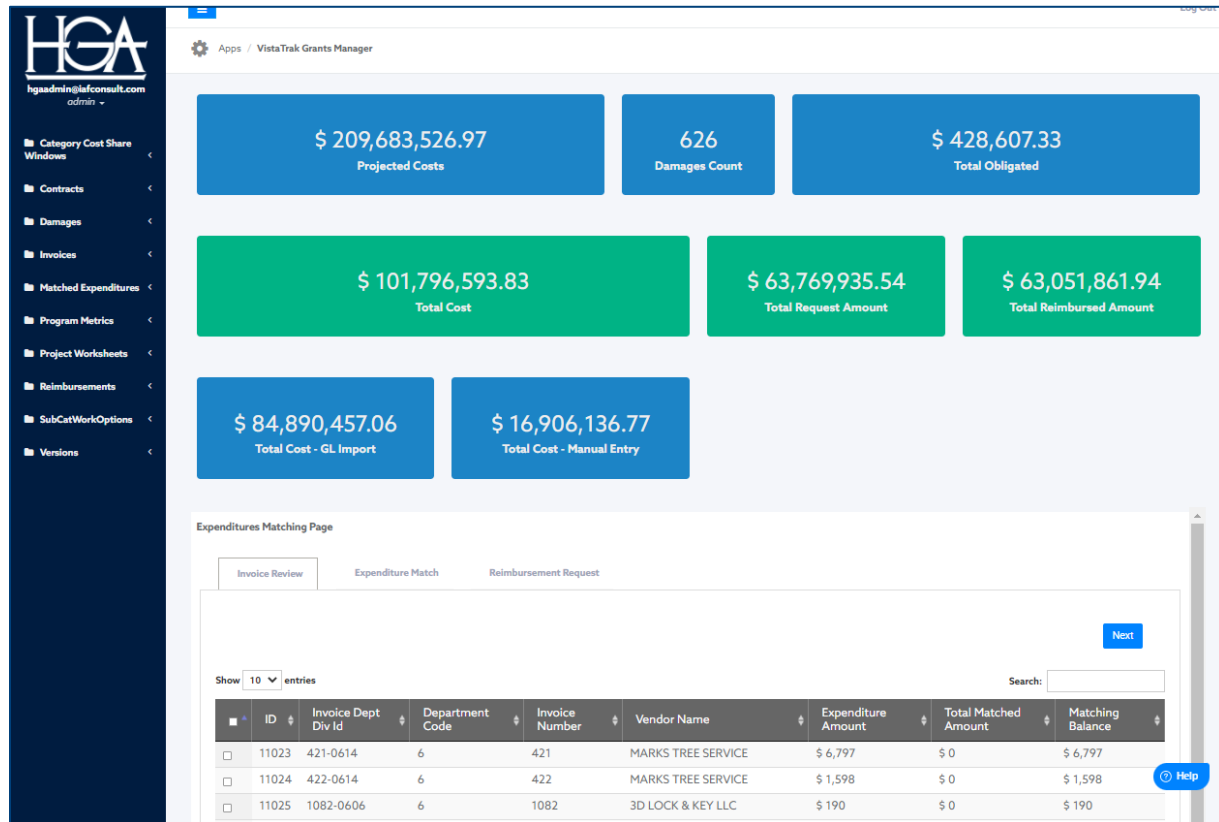 Log Out
HGA
hgaadmin@iafconsult.com
admin
Category Cost Share
Windows
Contracts
Damages
Invoices
Matched Expenditures
Program Metrics
Project Worksheets
Reimbursements
SubCatWorkOptions
Versions
Apps / VistaTrak Grants Manager
$ 209,683,526.97
Projected Costs
626
Damages Count
$ 428,607.33
Total Obligated
$ 101,796,593.83
Total Cost
$ 63,769,935.54
Total Request Amount
$ 63,051,861.94
Total Reimbursed Amount
$ 84,890,457.06
Total Cost - GL Import
$ 16,906,136.77
Total Cost - Manual Entry
Expenditures Matching Page
Invoice Review Expenditure Match Reimbursement Request
Next
Show 10 entries Search:
ID Invoice Dept Div Id Department Code Invoice Number Vendor Name Expenditure Amount Total Matched Amount Matching Balance
11023 421-0614 6 421 MARKS TREE SERVICE $ 6,797 $ 0 $ 6,797
11024 422-0614 6 422 MARKS TREE SERVICE $ 1,598 $ 0 $ 1,598
11025 1082-0606 6 1082 3D LOCK & KEY LLC $ 190 $ 0 $ 190
Help